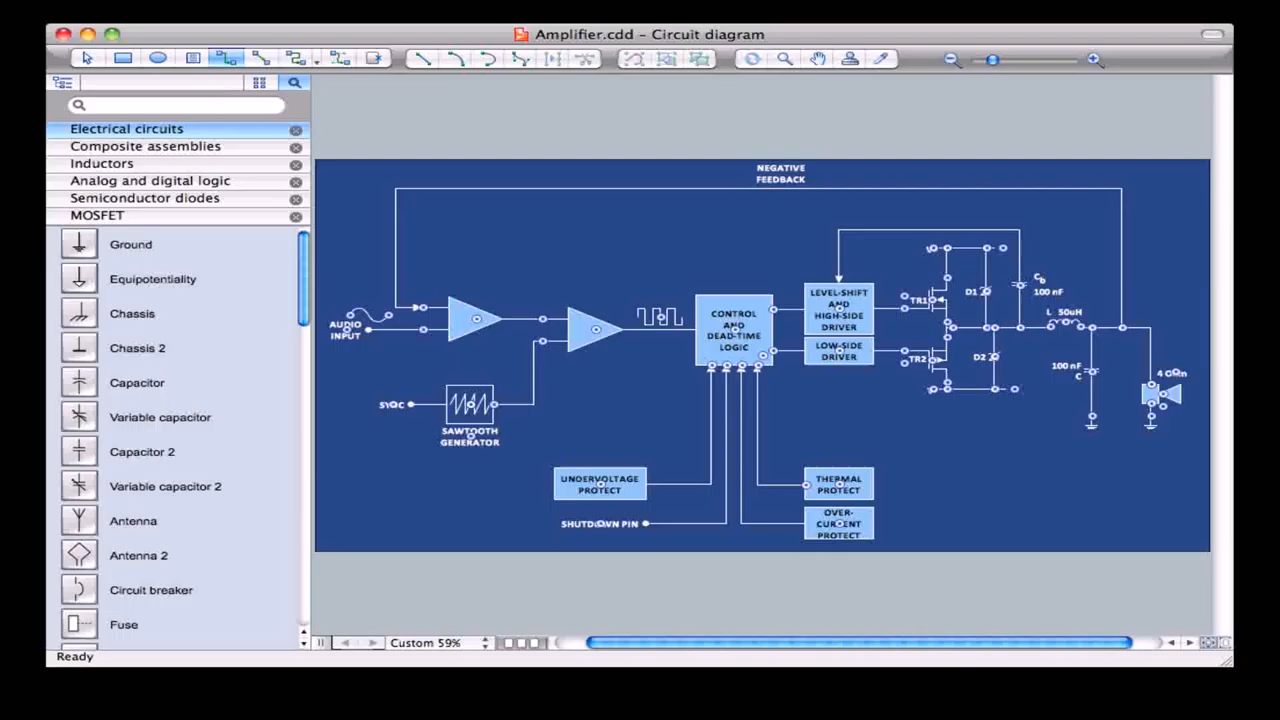 Amplifier.cdd - Circuit diagram
Electrical circuits
Composite assemblies
Inductors
Analog and digital logic
Semiconductor diodes
MOSFET
Ground
Equipotentiality
Chassis
Chassis 2
Capacitor
Variable capacitor
Capacitor 2
Variable capacitor 2
Antenna
Antenna 2
Circuit breaker
Fuse
NEGATIVE
FEEDBACK
AUDIO
INPUT
SYNC
SAWTOOTH
GENERATOR
CONTROL
AND
DEAD-TIME
LOGIC
LEVEL-SHIFT
AND
HIGH-SIDE
DRIVER
LOW-SIDE
DRIVER
TR1
TR2
D1
D2
Cb
100 nF
L 50uH
100 nF
C
UNDERVOLTAGE
PROTECT
SHUTDOWN PIN
THERMAL
PROTECT
OVER-
CURRENT
PROTECT
Custom 59%
Ready